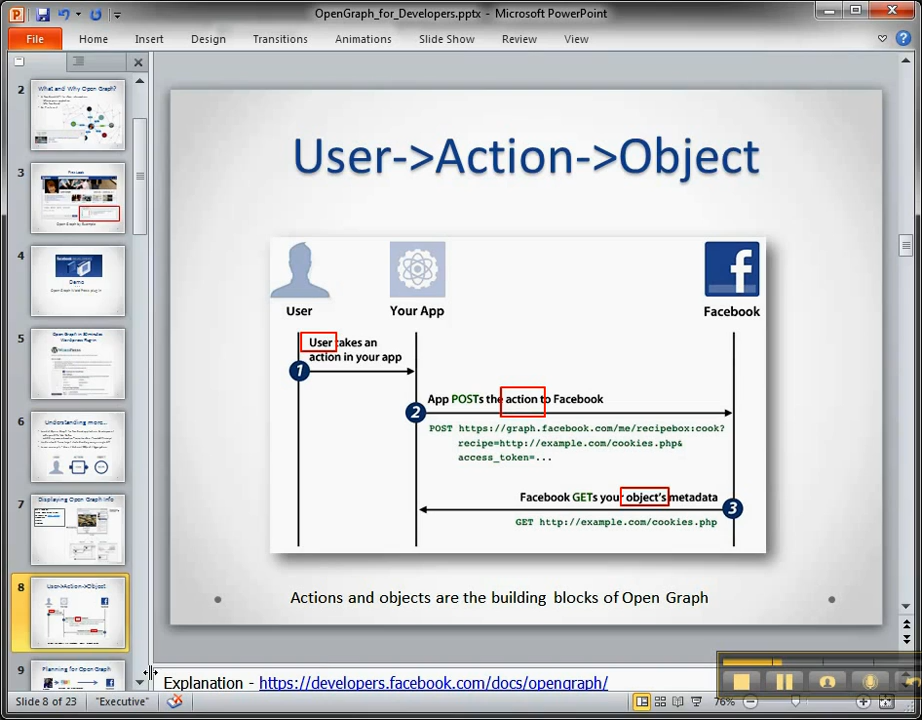 OpenGraph_for_Developers.pptx - Microsoft PowerPoint
File Home Insert Design Transitions Animations Slide Show Review View
2
What and Why Open Graph?
3
4
Demo
5
6
Understanding more...
7
Displaying Open Graph Info
8
User->Action->Object
9
Planning for Open Graph
User->Action->Object
User
Your App
Facebook
User takes an
action in your app
1
App POSTs the action to Facebook
2
POST https://graph.facebook.com/me/recipebox:cook?
recipe=http://example.com/cookies.php&
access_token=...
Facebook GETs your object's metadata
3
GET http://example.com/cookies.php
Actions and objects are the building blocks of Open Graph
Explanation - https://developers.facebook.com/docs/opengraph/
Slide 8 of 23
"Executive"
76%